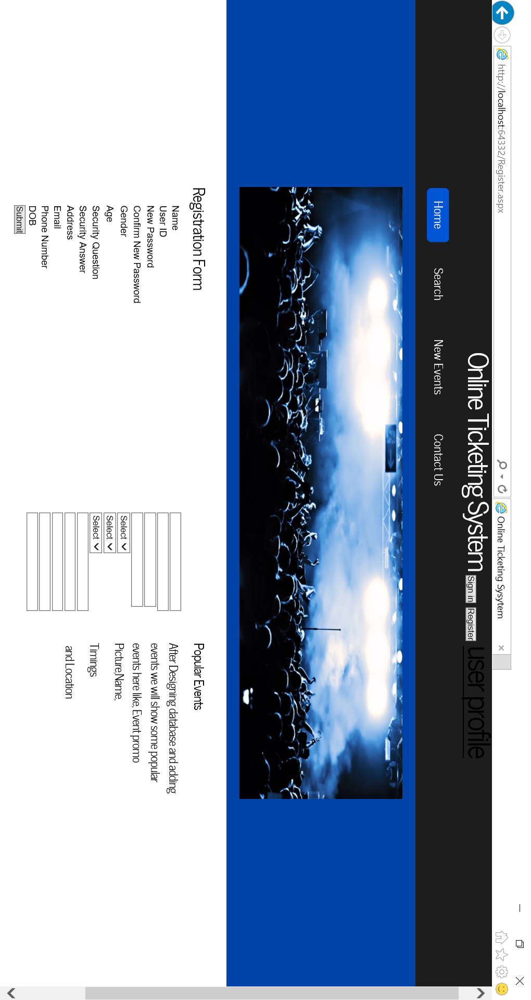 http://localhost:64332/Register.aspx
Online Ticketing Sysytem
Online Ticketing System Sign in Register user profile
Home Search New Events Contact Us
Registration Form
Name
User ID
New Password
Confirm New Password
Gender Select
Age Select
Security Question Select
Security Answer
Address
Email
Phone Number
DOB
Submit
Popular Events
After Designing database and adding
events we will show some popular
events here like, Event promo
Picture,Name,
Timings
and Location